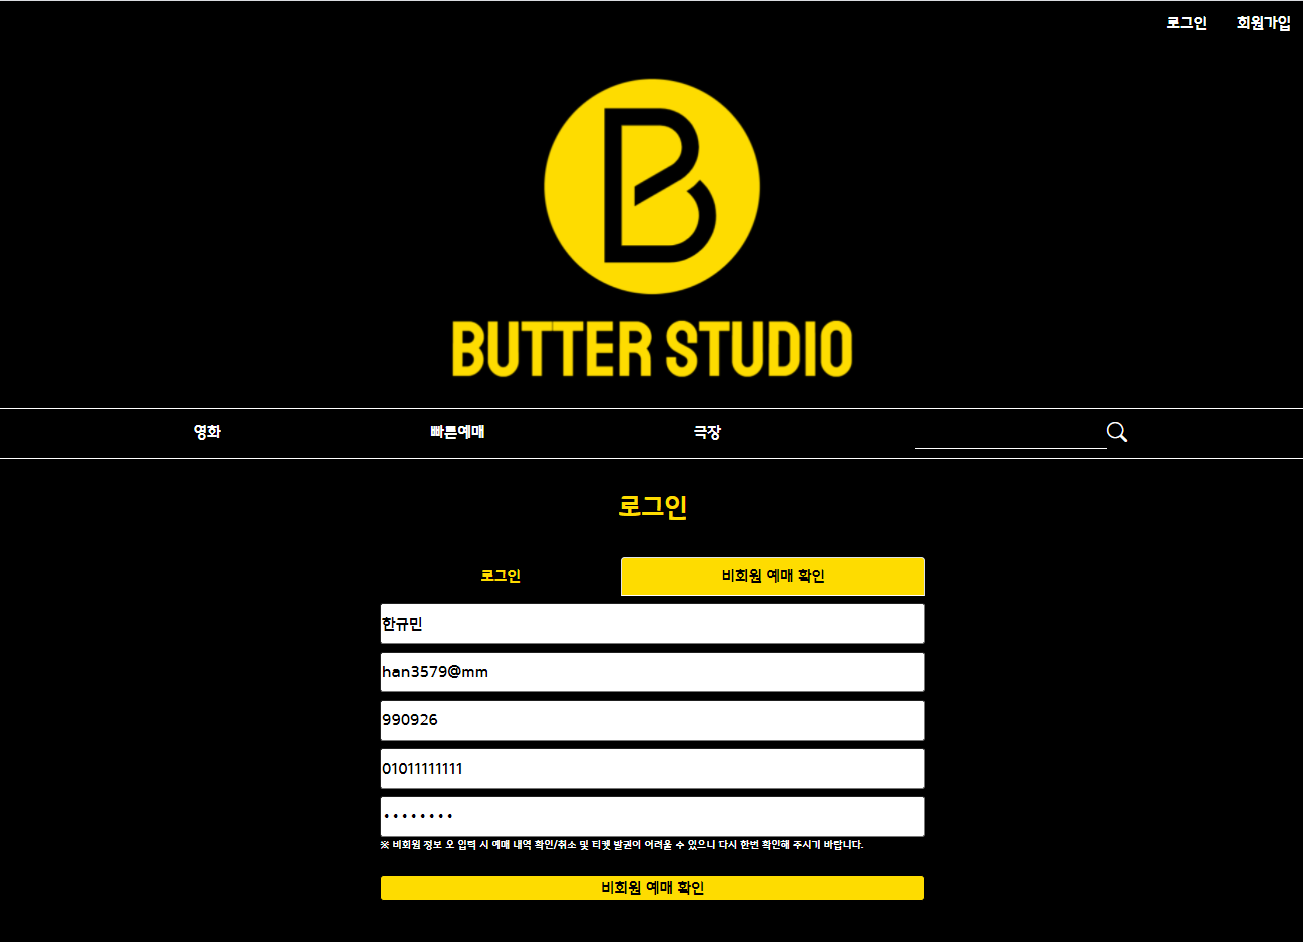 로그인 회원가입
B
BUTTER STUDIO
영화 빠른예매 극장
로그인
로그인 비회원 예매 확인
한규민
han3579@mm
990926
01011111111
••••••••
※ 비회원 정보 오 입력 시 예매 내역 확인/취소 및 티켓 발권이 어려울 수 있으니 다시 한번 확인해 주시기 바랍니다.
비회원 예매 확인